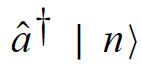 â† | n⟩